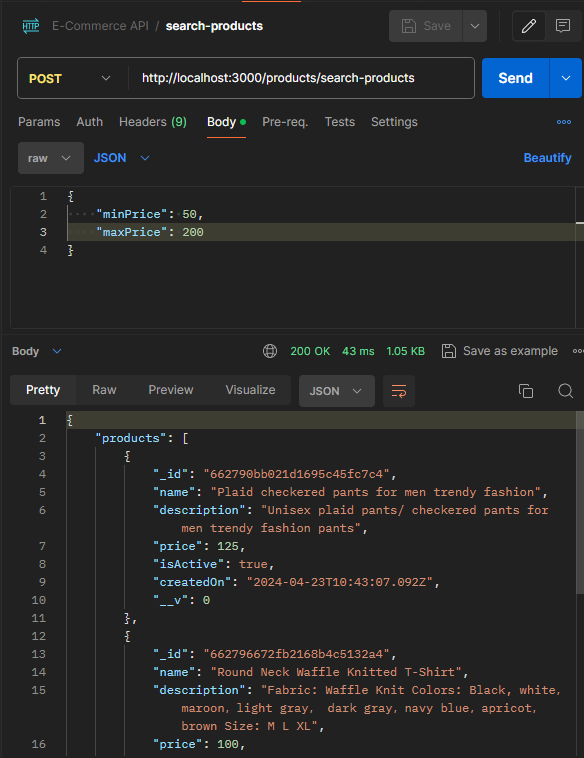 HTTP E-Commerce API / search-products Save
POST http://localhost:3000/products/search-products Send
Params Auth Headers (9) Body Pre-req. Tests Settings
raw JSON Beautify
1 {
2 "minPrice": 50,
3 "maxPrice": 200
4 }
Body 200 OK 43 ms 1.05 KB Save as example
Pretty Raw Preview Visualize JSON
1 {
2 "products": [
3 {
4 "_id": "662790bb021d1695c45fc7c4",
5 "name": "Plaid checkered pants for men trendy fashion",
6 "description": "Unisex plaid pants/ checkered pants for
men trendy fashion pants",
7 "price": 125,
8 "isActive": true,
9 "createdOn": "2024-04-23T10:43:07.092Z",
10 "__v": 0
11 },
12 {
13 "_id": "662796672fb2168b4c5132a4",
14 "name": "Round Neck Waffle Knitted T-Shirt",
15 "description": "Fabric: Waffle Knit Colors: Black, white,
maroon, light gray,  dark gray, navy blue, apricot,
brown Size: M L XL",
16 "price": 100,